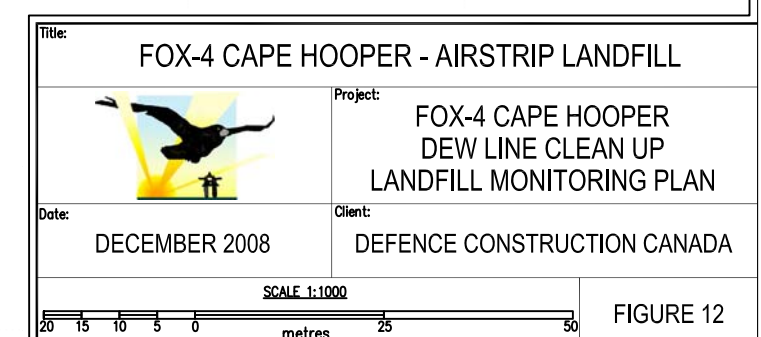 Title:
FOX-4 CAPE HOOPER - AIRSTRIP LANDFILL
Project:
FOX-4 CAPE HOOPER
DEW LINE CLEAN UP
LANDFILL MONITORING PLAN
Date:
DECEMBER 2008
Client:
DEFENCE CONSTRUCTION CANADA
SCALE 1:1000
20 15 10 5 0 25 50
metres
FIGURE 12